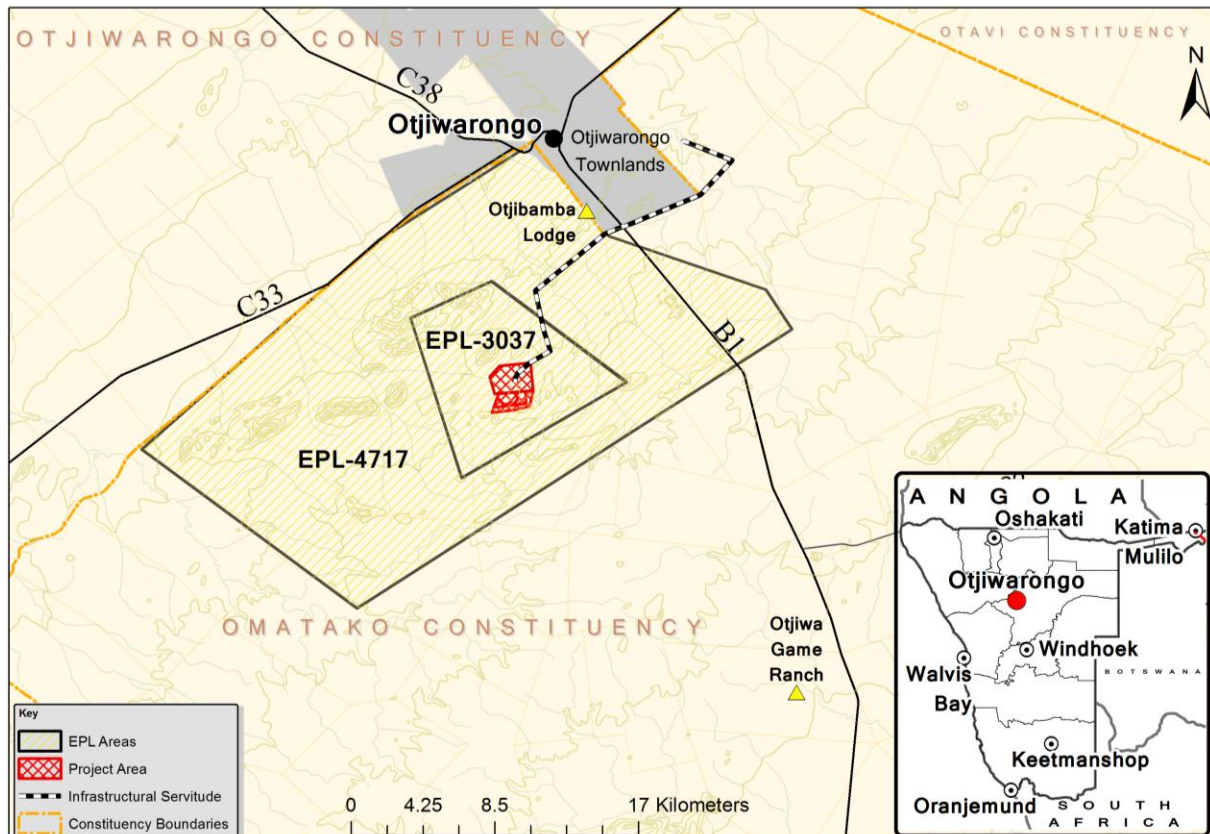 OTJIWARONGO CONSTITUENCY
OTAVI CONSTITUENCY
N
C38
Otjiwarongo
Otjiwarongo
Townlands
Otjibamba
Lodge
C33
B1
EPL-3037
EPL-4717
OMATAKO CONSTITUENCY
Otjiwa
Game
Ranch
Key
EPL Areas
Project Area
Infrastructural Servitude
Constituency Boundaries
0 4.25 8.5 17 Kilometers
ANGOLA
Oshakati
Katima
Mulilo
Otjiwarongo
Windhoek
BOTSWANA
Walvis
Bay
Keetmanshop
Oranjemund
SOUTH
AFRICA